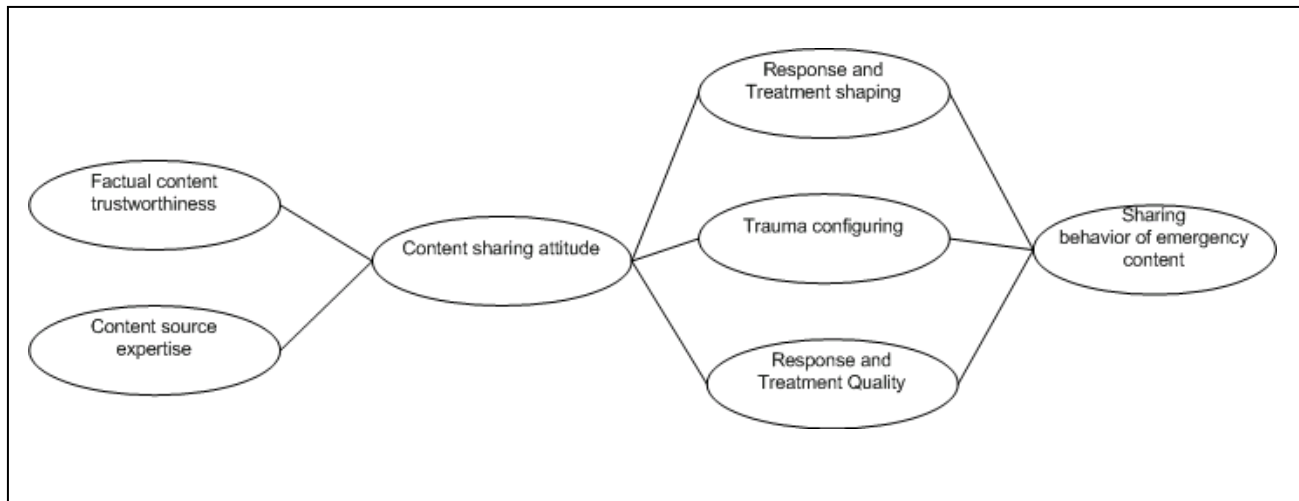 Factual content
trustworthiness
Content source
expertise
Content sharing attitude
Response and
Treatment shaping
Trauma configuring
Response and
Treatment Quality
Sharing
behavior of emergency
content